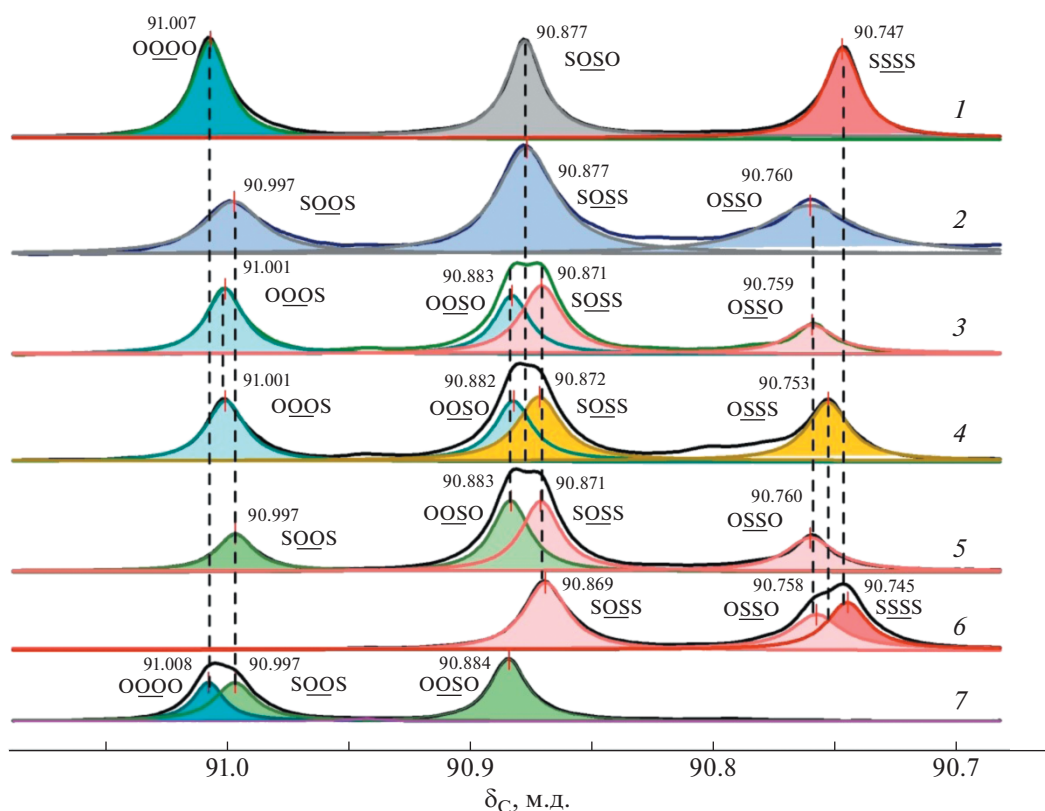 91.007
OOOO
90.877
SOSO
90.747
SSSS
1
90.997
SOOS
90.877
SOSS
90.760
OSSO
2
91.001
OOOS
90.883
OOSO
90.871
SOSS
90.759
OSSO
3
91.001
OOOS
90.882
OOSO
90.872
SOSS
90.753
OSSS
4
90.997
SOOS
90.883
OOSO
90.871
SOSS
90.760
OSSO
5
90.869
SOSS
90.758
OSSO
90.745
SSSS
6
91.008
OOOO
90.997
SOOS
90.884
OOSO
7
91.0 90.9 90.8 90.7
δC, м.д.